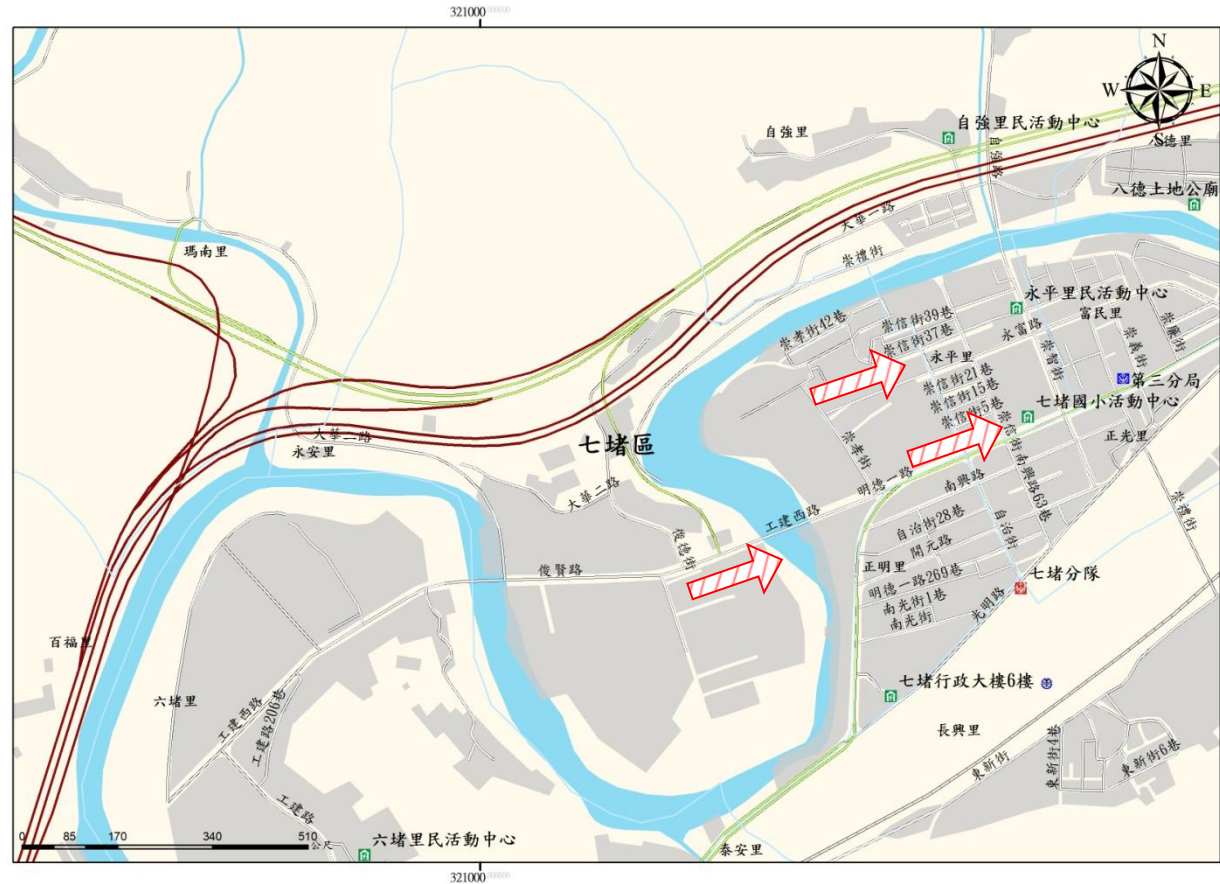 321000
N
W
E
S
自強里民活動中心
自強里
自強路
八德里
八德土地公廟
大華一路
瑪南里
崇禮街
永平里民活動中心
崇孝街42巷
崇信街39巷
崇信街37巷
永富路
富民里
崇廉街
永平里
崇智街
崇義街
崇信街21巷
第三分局
崇信街15巷
七堵國小活動中心
崇信街5巷
崇信街
正光里
大華二路
永安里
七堵區
崇孝街
明德一路
南興路
南興路63巷
大華二路
工建西路
自治街28巷
自治街
崇禮街
俊德街
開元路
俊賢路
正明里
明德一路269巷
七堵分隊
南光街1巷
光明路
南光街
百福里
六堵里
七堵行政大樓6樓
工建西路
工建路206巷
長興里
東新街
東新街4巷
東新街6巷
工建路
0 85 170 340 510
公尺
六堵里民活動中心
泰安里
321000